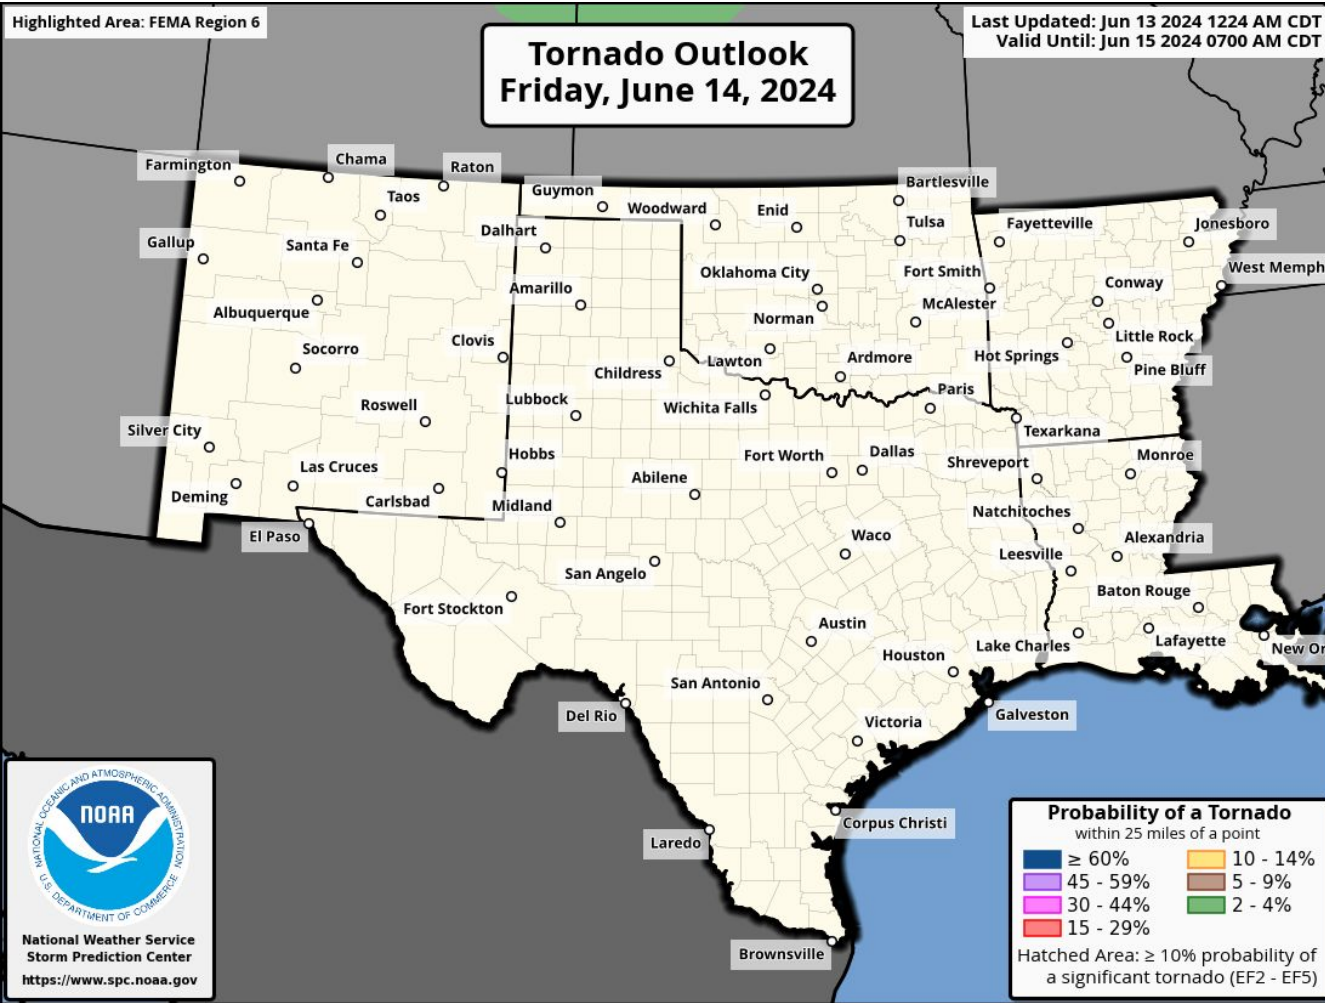 Highlighted Area: FEMA Region 6
Last Updated: Jun 13 2024 1224 AM CDT
Valid Until: Jun 15 2024 0700 AM CDT
Tornado Outlook
Friday, June 14, 2024
Farmington
Chama
Raton
Taos
Guymon
Woodward
Enid
Bartlesville
Tulsa
Fayetteville
Jonesboro
Gallup
Santa Fe
Dalhart
Oklahoma City
Fort Smith
West Memph
Albuquerque
Amarillo
Norman
McAlester
Conway
Little Rock
Socorro
Clovis
Childress
Lawton
Ardmore
Hot Springs
Pine Bluff
Roswell
Lubbock
Wichita Falls
Paris
Texarkana
Silver City
Las Cruces
Hobbs
Abilene
Fort Worth
Dallas
Shreveport
Monroe
Deming
Carlsbad
Midland
Natchitoches
El Paso
San Angelo
Waco
Leesville
Alexandria
Fort Stockton
Austin
Baton Rouge
Houston
Lake Charles
Lafayette
New Or
San Antonio
Del Rio
Victoria
Galveston
Corpus Christi
Laredo
Brownsville
NATIONAL OCEANIC AND ATMOSPHERIC ADMINISTRATION
NOAA
U.S. DEPARTMENT OF COMMERCE
National Weather Service
Storm Prediction Center
https://www.spc.noaa.gov
Probability of a Tornado
within 25 miles of a point
≥ 60%
45 - 59%
30 - 44%
15 - 29%
10 - 14%
5 - 9%
2 - 4%
Hatched Area: ≥ 10% probability of
a significant tornado (EF2 - EF5)